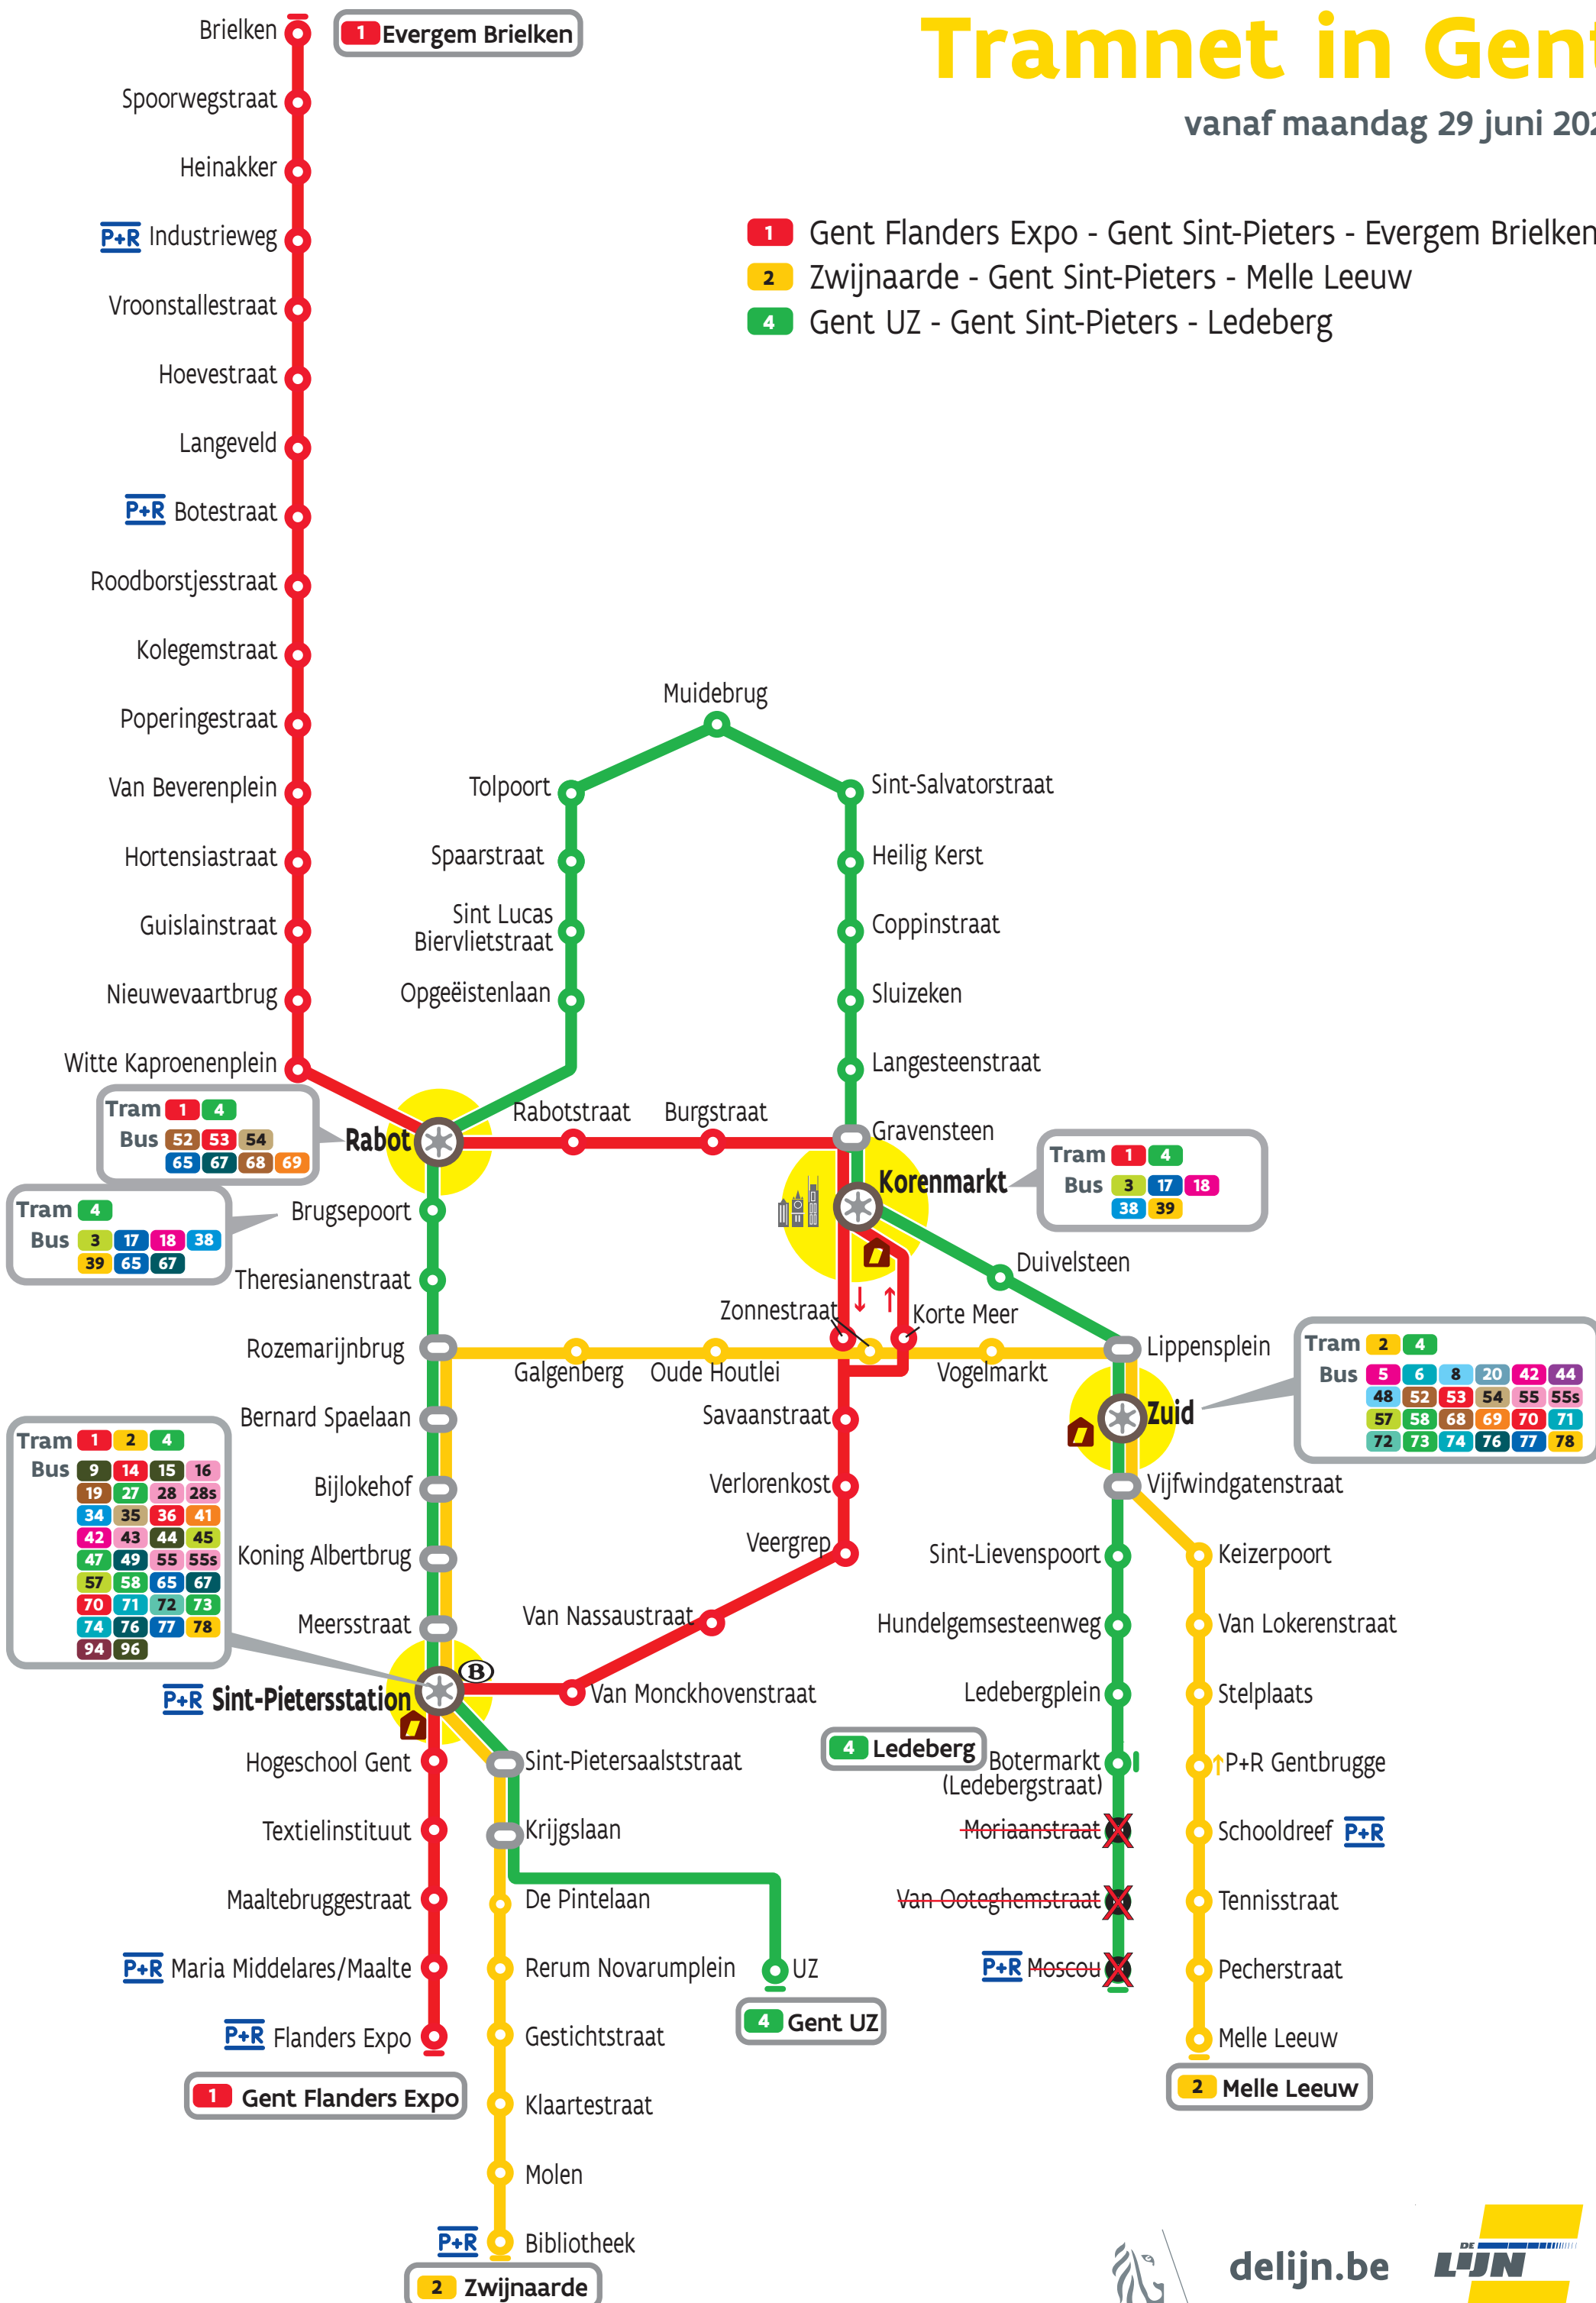 Tramnet in Gent
vanaf maandag 29 juni 202
1 Gent Flanders Expo - Gent Sint-Pieters - Evergem Brielken
2 Zwijnaarde - Gent Sint-Pieters - Melle Leeuw
4 Gent UZ - Gent Sint-Pieters - Ledeberg
Brielken
1 Evergem Brielken
Spoorwegstraat
Heinakker
P+R Industrieweg
Vroonstallestraat
Hoevestraat
Langeveld
P+R Botestraat
Roodborstjesstraat
Kolegemstraat
Poperingestraat
Van Beverenplein
Hortensiastraat
Guislainstraat
Nieuwevaartbrug
Witte Kaproenenplein
Muidebrug
Tolpoort
Spaarstraat
Sint Lucas
Biervlietstraat
Opgeëistenlaan
Sint-Salvatorstraat
Heilig Kerst
Coppinstraat
Sluizeken
Langesteenstraat
Gravensteen
Tram 1 4
Bus 52 53 54
65 67 68 69
Rabot
Rabotstraat
Burgstraat
Korenmarkt
Tram 1 4
Bus 3 17 18
38 39
Tram 4
Bus 3 17 18 38
39 65 67
Brugsepoort
Theresianenstraat
Rozemarijnbrug
Bernard Spaelaan
Bijlokehof
Koning Albertbrug
Meersstraat
Duivelsteen
Zonnestraat
↓ ↑
Korte Meer
Galgenberg
Oude Houtlei
Vogelmarkt
Lippensplein
Tram 2 4
Bus 5 6 8 20 42 44
48 52 53 54 55 55s
57 58 68 69 70 71
72 73 74 76 77 78
Zuid
Savaanstraat
Verlorenkost
Veergrep
Van Nassaustraat
Van Monckhovenstraat
Vijfwindgatenstraat
Tram 1 2 4
Bus 9 14 15 16
19 27 28 28s
34 35 36 41
42 43 44 45
47 49 55 55s
57 58 65 67
70 71 72 73
74 76 77 78
94 96
B
P+R Sint-Pietersstation
Hogeschool Gent
Textielinstituut
Maaltebruggestraat
P+R Maria Middelares/Maalte
P+R Flanders Expo
1 Gent Flanders Expo
Sint-Pietersaalststraat
Krijgslaan
De Pintelaan
Rerum Novarumplein
Gestichtstraat
Klaartestraat
Molen
P+R Bibliotheek
2 Zwijnaarde
UZ
4 Gent UZ
Sint-Lievenspoort
Hundelgemsesteenweg
Ledebergplein
4 Ledeberg
Botermarkt
(Ledebergstraat)
Moriaanstraat
Van Ooteghemstraat
P+R Moscou
Keizerpoort
Van Lokerenstraat
Stelplaats
↑P+R Gentbrugge
Schooldreef P+R
Tennisstraat
Pecherstraat
Melle Leeuw
2 Melle Leeuw
delijn.be
DE
LIJN